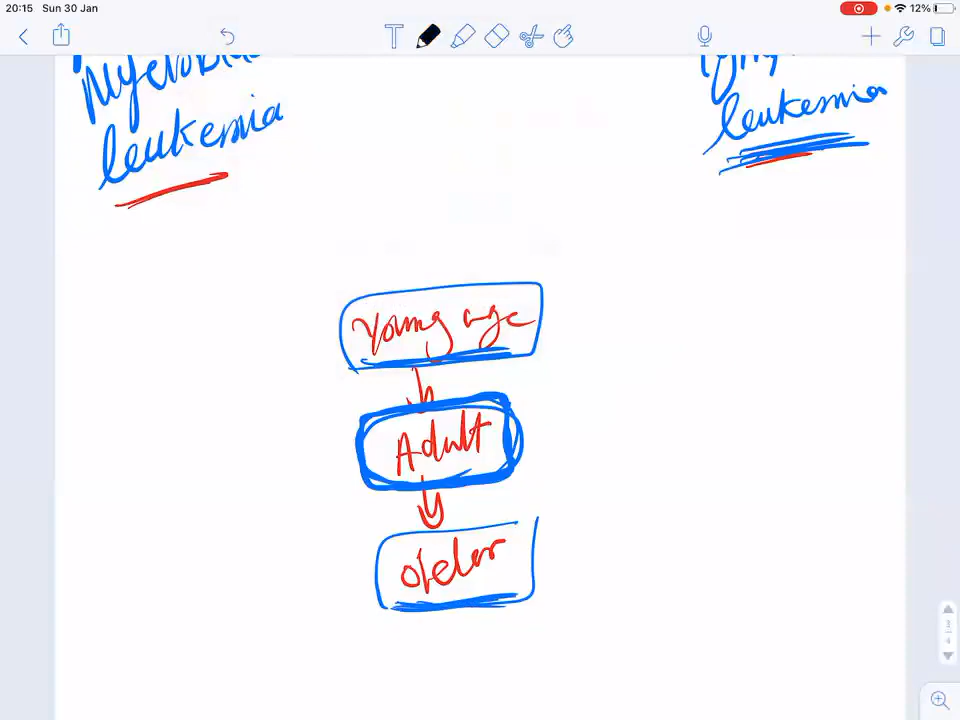 20:15 Sun 30 Jan
12%
leukemia
leukemia
Young age
Adult
older